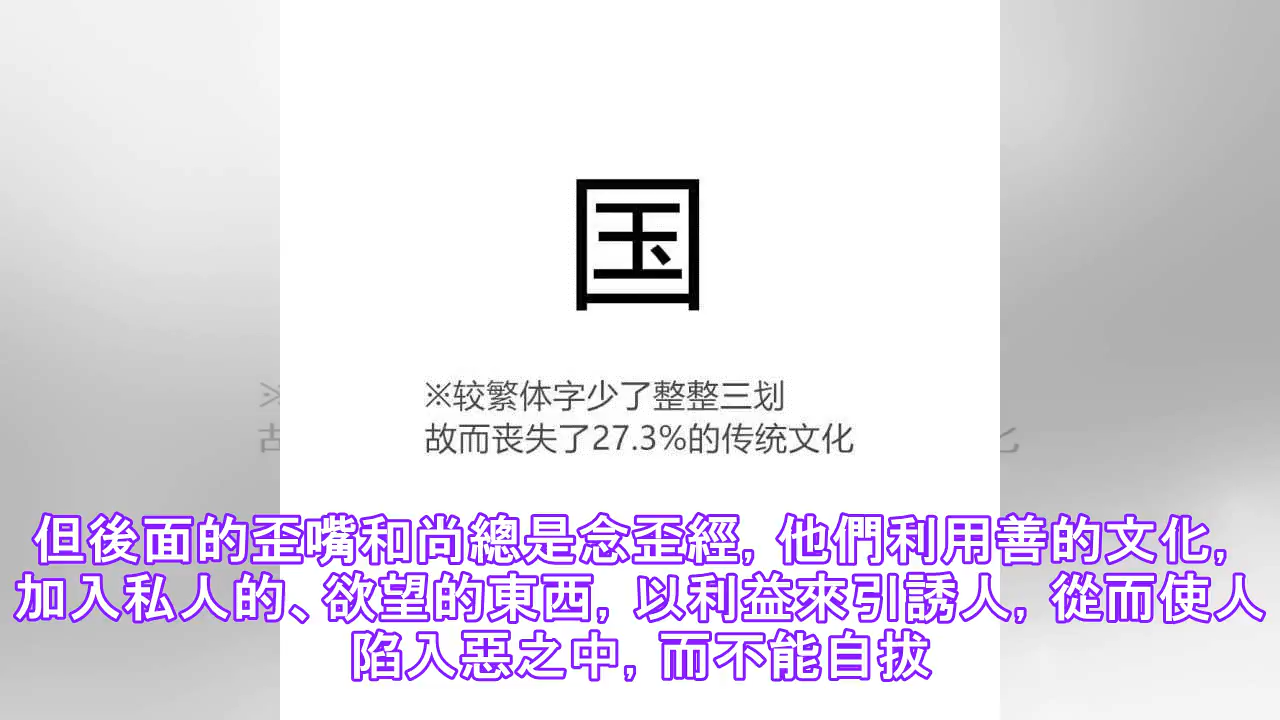 国
※较繁体字少了整整三划
故而丧失了27.3%的传统文化
但後面的歪嘴和尚總是念歪經, 他們利用善的文化,
加入私人的、欲望的東西, 以利益來引誘人, 從而使人
陷入惡之中, 而不能自拔